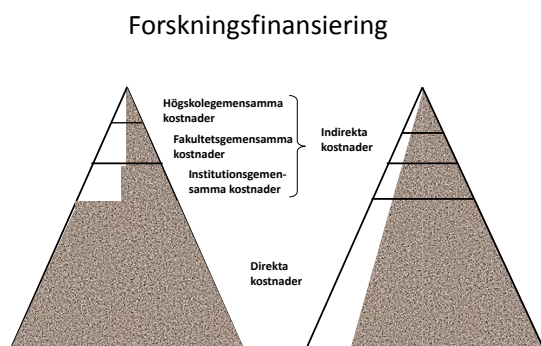 Forskningsfinansiering
Högskolegemensamma
kostnader
Fakultetsgemensamma
kostnader
Institutionsgemen-
samma kostnader
Indirekta
kostnader
Direkta
kostnader